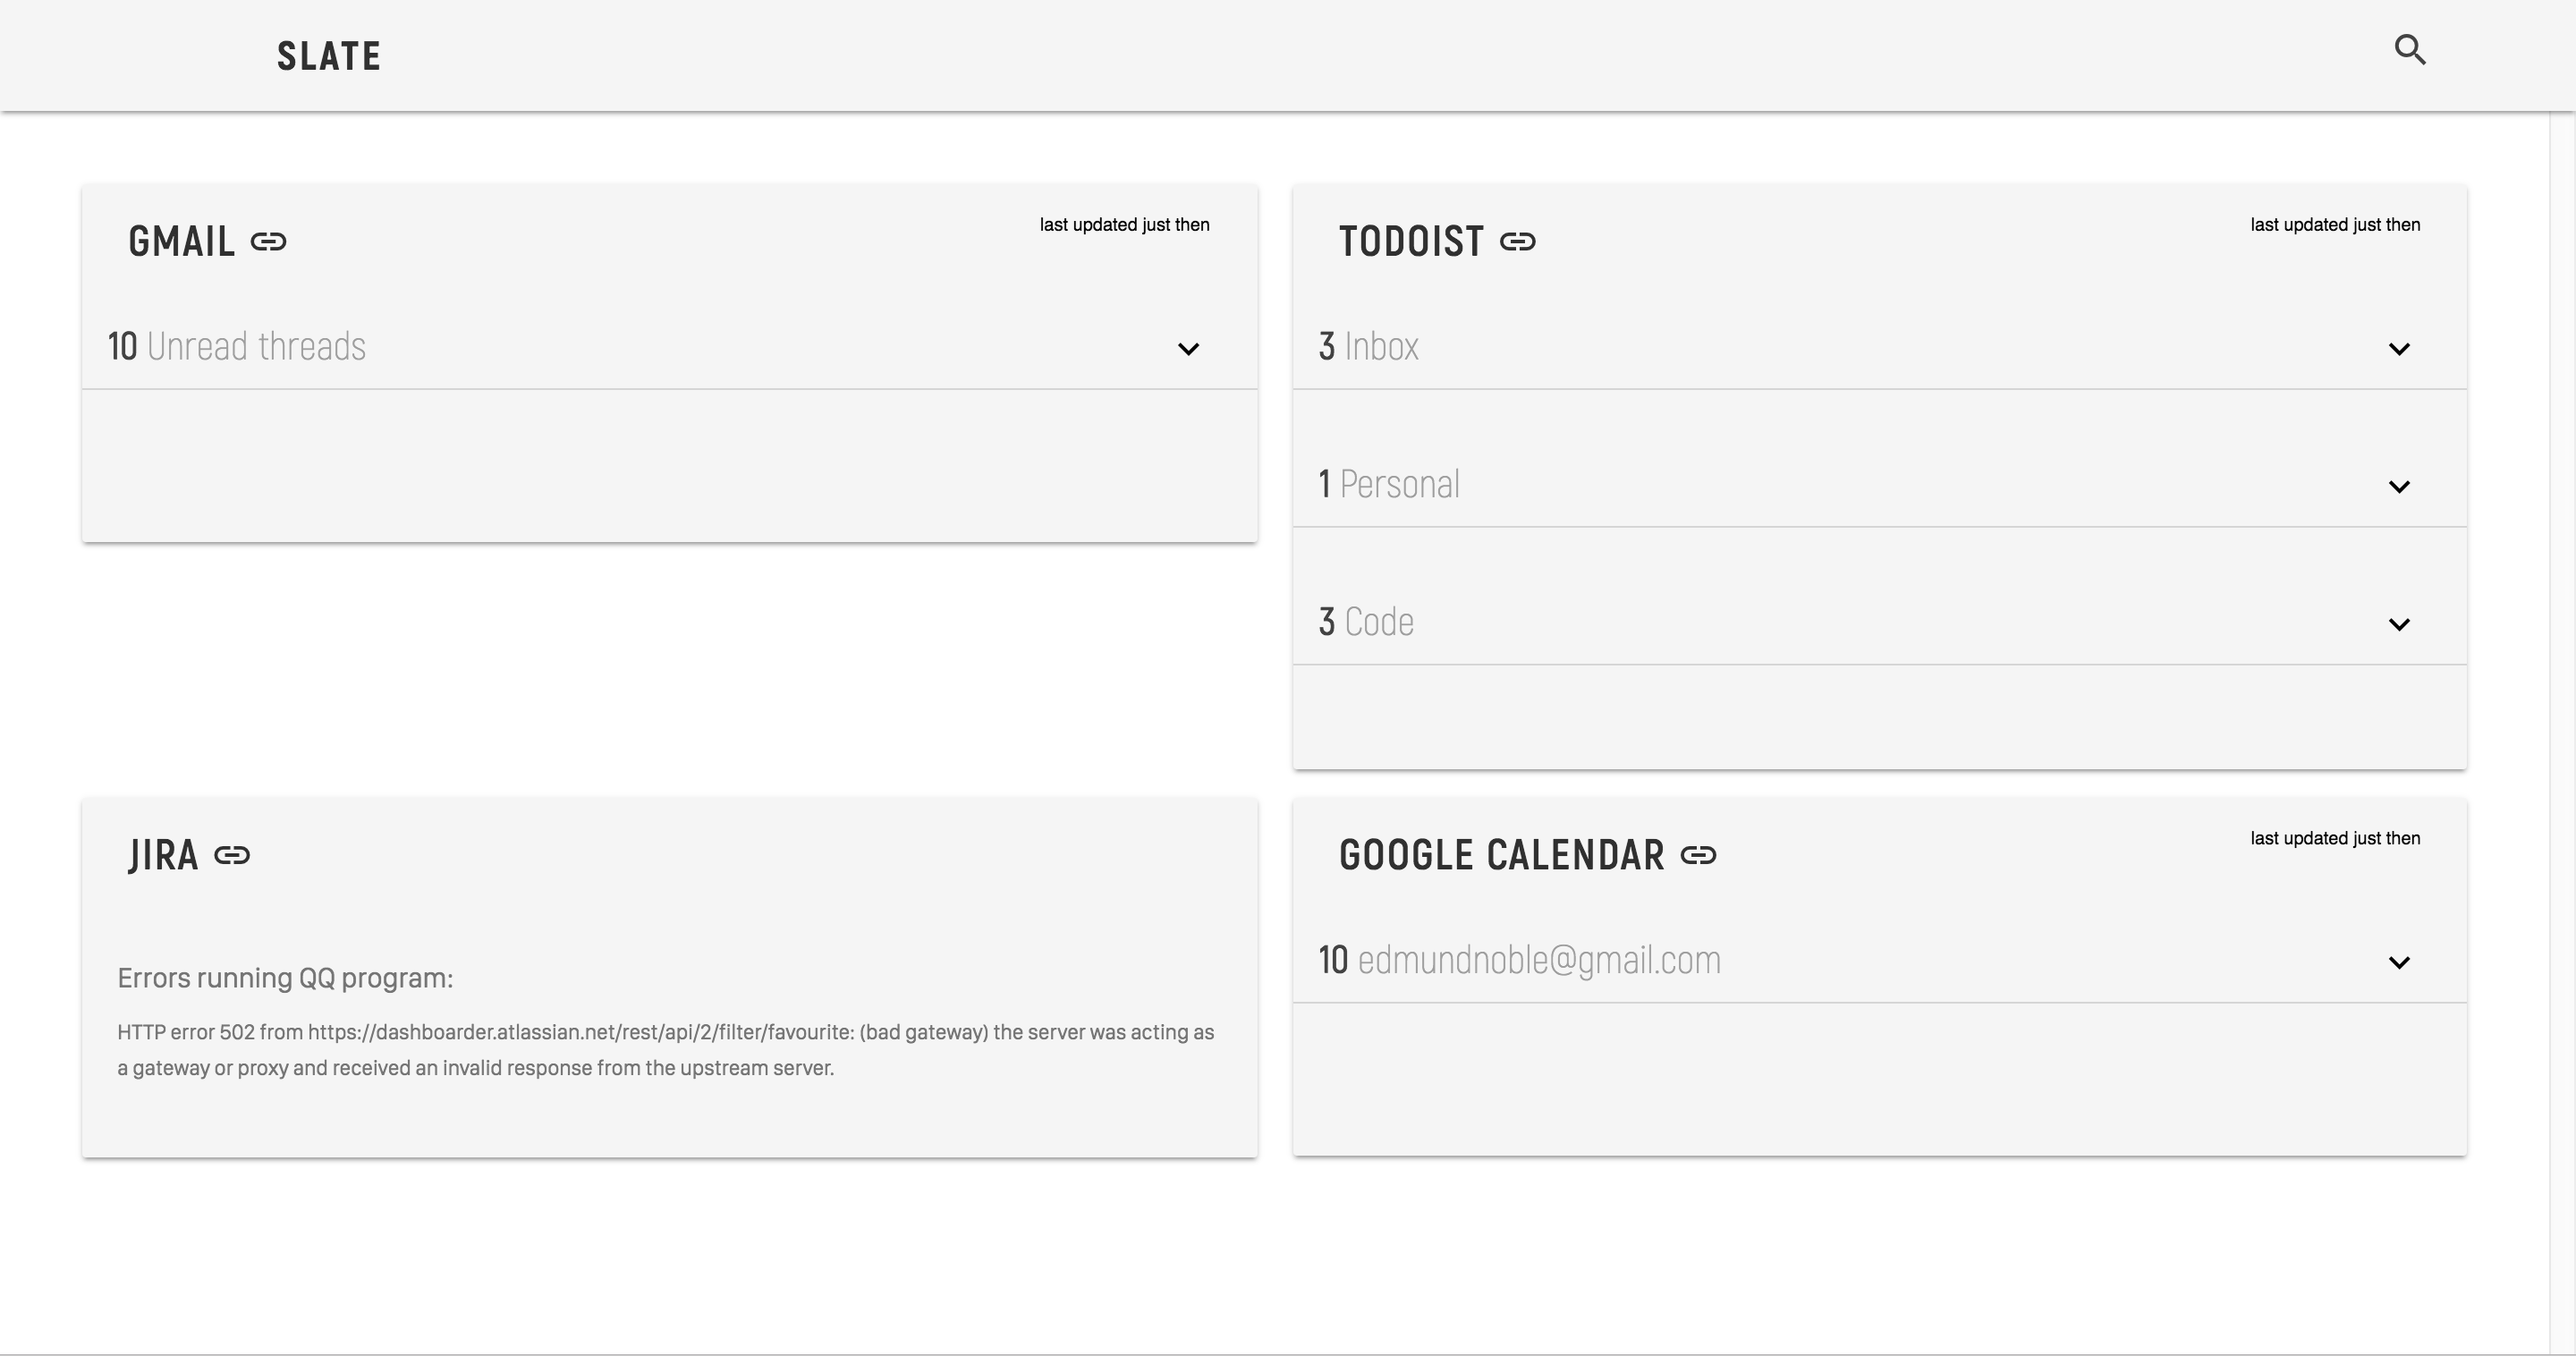 SLATE
GMAIL
last updated just then
10 Unread threads
TODOIST
last updated just then
3 Inbox
1 Personal
3 Code
JIRA
Errors running QQ program:
HTTP error 502 from https://dashboarder.atlassian.net/rest/api/2/filter/favourite: (bad gateway) the server was acting as
a gateway or proxy and received an invalid response from the upstream server.
GOOGLE CALENDAR
last updated just then
10 edmundnoble@gmail.com